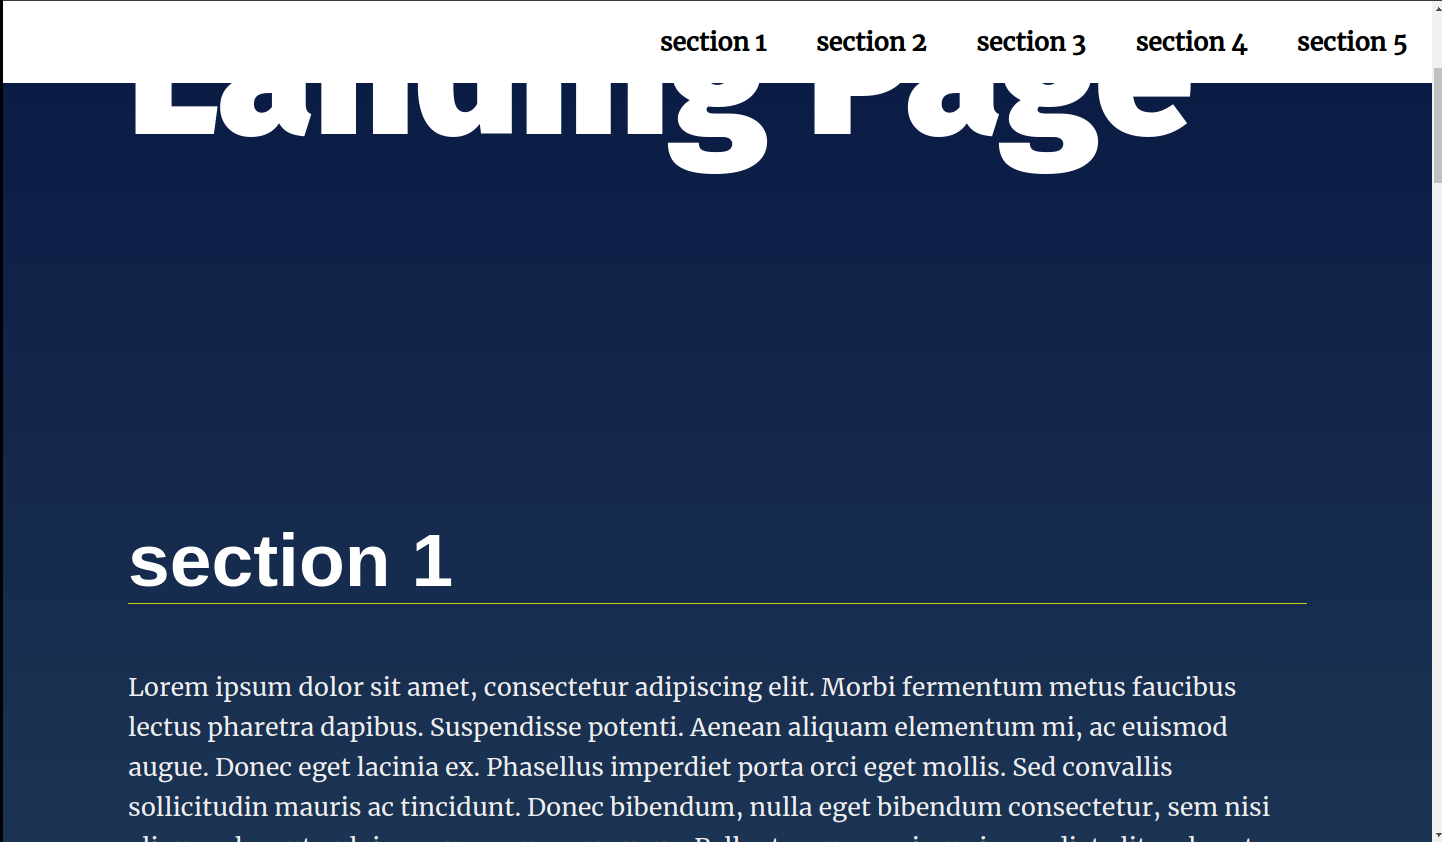 section 1 section 2 section 3 section 4 section 5
Landing Page
section 1
Lorem ipsum dolor sit amet, consectetur adipiscing elit. Morbi fermentum metus faucibus
lectus pharetra dapibus. Suspendisse potenti. Aenean aliquam elementum mi, ac euismod
augue. Donec eget lacinia ex. Phasellus imperdiet porta orci eget mollis. Sed convallis
sollicitudin mauris ac tincidunt. Donec bibendum, nulla eget bibendum consectetur, sem nisi